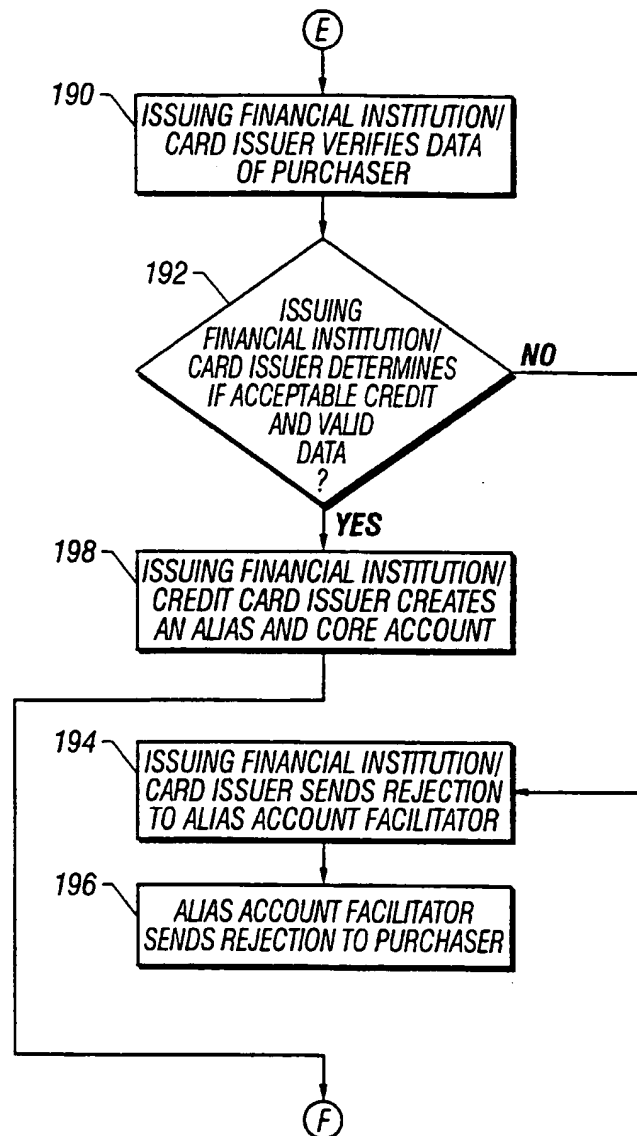 E
190
ISSUING FINANCIAL INSTITUTION/
CARD ISSUER VERIFIES DATA
OF PURCHASER
192
ISSUING
FINANCIAL INSTITUTION/
CARD ISSUER DETERMINES
IF ACCEPTABLE CREDIT
AND VALID
DATA
?
NO
YES
198
ISSUING FINANCIAL INSTITUTION/
CREDIT CARD ISSUER CREATES
AN ALIAS AND CORE ACCOUNT
194
ISSUING FINANCIAL INSTITUTION/
CARD ISSUER SENDS REJECTION
TO ALIAS ACCOUNT FACILITATOR
196
ALIAS ACCOUNT FACILITATOR
SENDS REJECTION TO PURCHASER
F